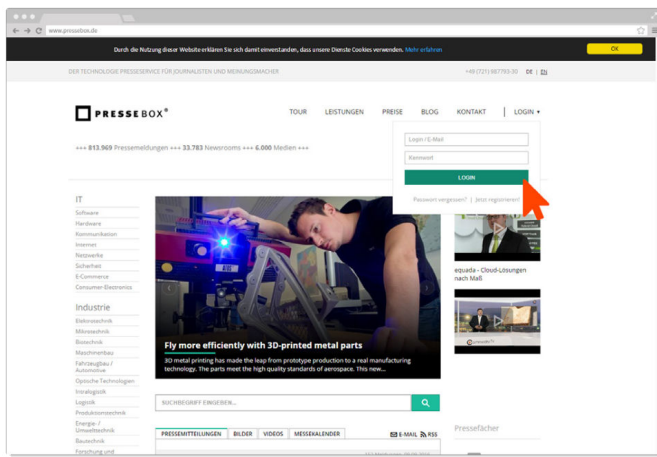 www.pressebox.de
Durch die Nutzung dieser Website erklären Sie sich damit einverstanden, dass unsere Dienste Cookies verwenden. Mehr erfahren
OK
DER TECHNOLOGIE PRESSESERVICE FÜR JOURNALISTEN UND MEINUNGSMACHER
+49 (721) 987793-30 DE | EN
PRESSEBOX®
TOUR LEISTUNGEN PREISE BLOG KONTAKT | LOGIN
+++ 813.969 Pressemeldungen +++ 33.783 Newsrooms +++ 6.000 Medien +++
Login / E-Mail
Kennwort
LOGIN
Passwort vergessen? | Jetzt registrieren!
IT
Software
Hardware
Kommunikation
Internet
Netzwerke
Sicherheit
E-Commerce
Consumer-Electronics
Industrie
Elektrotechnik
Mikrotechnik
Biotechnik
Maschinenbau
Fahrzeugbau /
Automotive
Optische Technologien
Intralogistik
Logistik
Produktionstechnik
Energie- /
Umwelttechnik
Bautechnik
Forschung und
Fly more efficiently with 3D-printed metal parts
3D metal printing has made the leap from prototype production to a real manufacturing
technology. The parts meet the high quality standards of aerospace. This new...
equada - Cloud-Lösungen
nach Maß
SUCHBEGRIFF EINGEBEN...
PRESSEMITTEILUNGEN BILDER VIDEOS MESSEKALENDER
E-MAIL RSS
Pressefächer